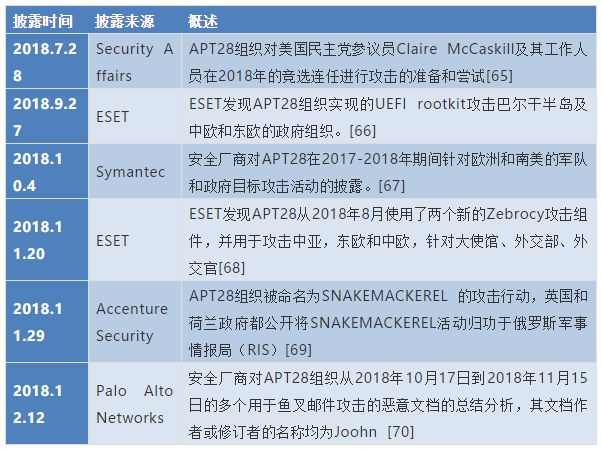 披露时间 披露来源 概述
2018.7.2 Security A APT28组织对美国民主党参议员Claire McCaskill及其工作人
8 ffairs 员在2018年的竞选连任进行攻击的准备和尝试[65]
2018.9.2 ESET ESET发现APT28组织实现的UEFI rootkit攻击巴尔干半岛及
7 中欧和东欧的政府组织。[66]
2018.1 Symantec 安全厂商对APT28在2017-2018年期间针对欧洲和南美的军队
0.4 和政府目标攻击活动的披露。[67]
2018.1 ESET ESET发现APT28从2018年8月使用了两个新的Zebrocy攻击组
1.20 件，并用于攻击中亚，东欧和中欧，针对大使馆、外交部、外
交官[68]
2018.1 Accenture APT28组织被命名为SNAKEMACKEREL 的攻击行动，英国和
1.29 Security 荷兰政府都公开将SNAKEMACKEREL活动归功于俄罗斯军事
情报局（RIS）[69]
2018.1 Palo Alto 安全厂商对APT28组织从2018年10月17日到2018年11月15
2.12 Networks 日的多个用于鱼叉邮件攻击的恶意文档的总结分析，其文档作
者或修订者的名称均为Joohn [70]